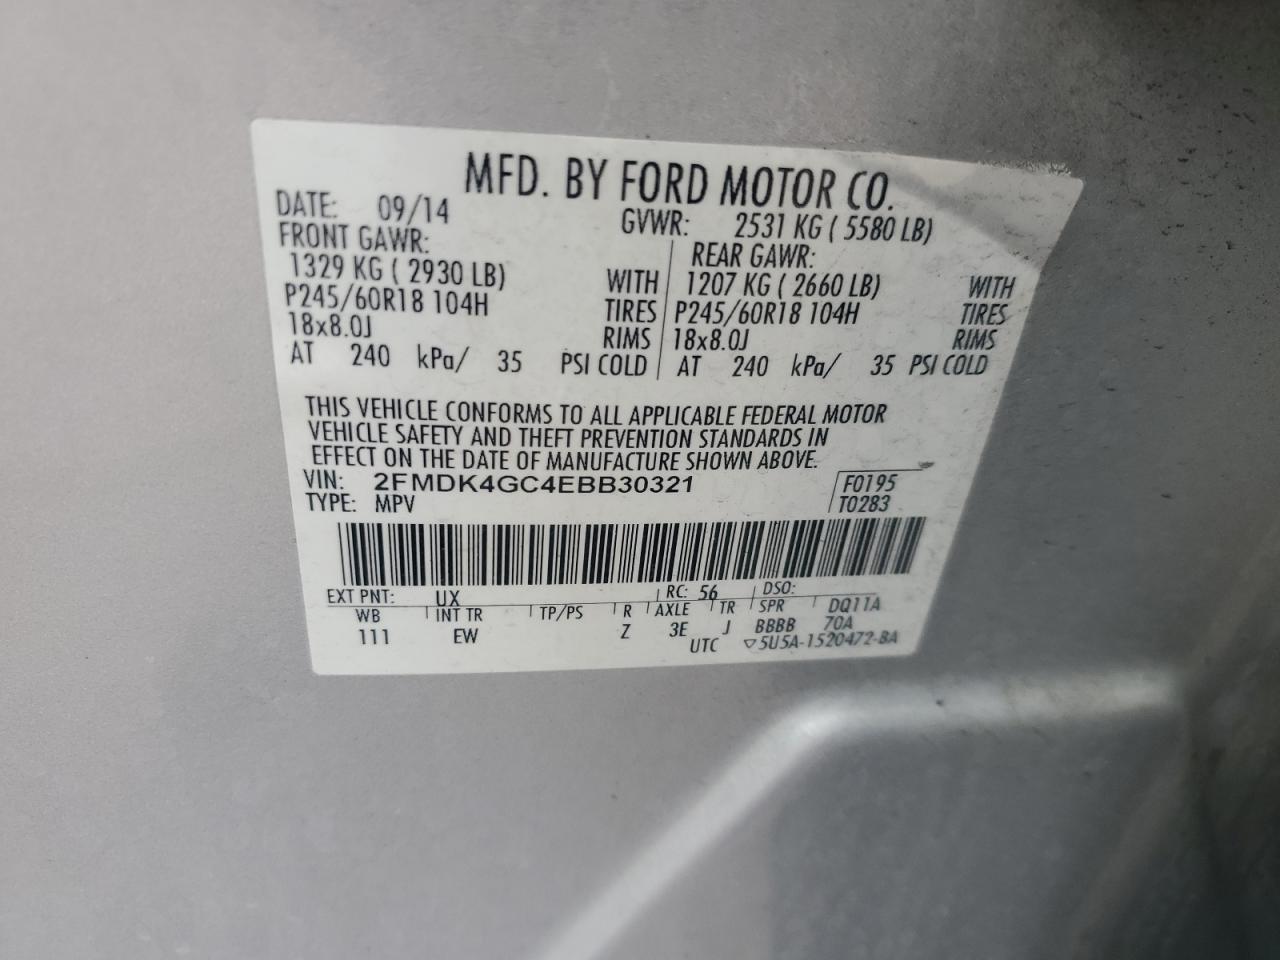 MFD. BY FORD MOTOR CO.
DATE: 09/14 GVWR: 2531 KG ( 5580 LB)
FRONT GAWR: REAR GAWR:
1329 KG ( 2930 LB) WITH 1207 KG ( 2660 LB) WITH
P245/60R18 104H TIRES P245/60R18 104H TIRES
18x8.0J RIMS 18x8.0J RIMS
AT 240 kPa/ 35 PSI COLD AT 240 kPa/ 35 PSI COLD
THIS VEHICLE CONFORMS TO ALL APPLICABLE FEDERAL MOTOR
VEHICLE SAFETY AND THEFT PREVENTION STANDARDS IN
EFFECT ON THE DATE OF MANUFACTURE SHOWN ABOVE.
VIN: 2FMDK4GC4EBB30321 F0195
TYPE: MPV T0283
EXT PNT: UX RC: 56 DSO:
WB INT TR TP/PS R AXLE TR SPR DQ11A
111 EW Z 3E J BBBB 70A
UTC ▽5U5A-1520472-BA